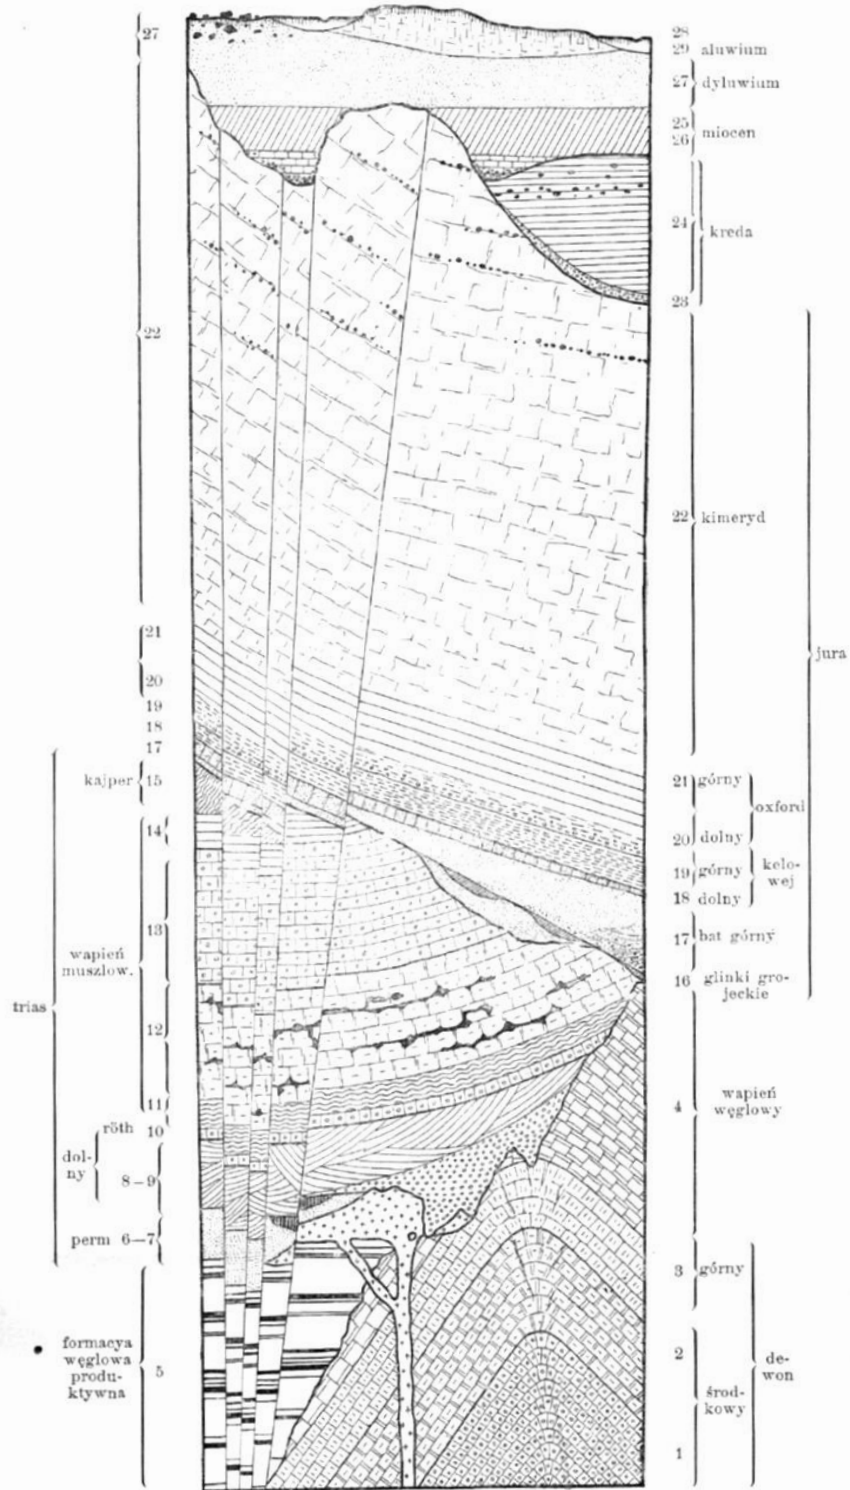 27
22
21
20
19
18
17
kajper 15
14
13
wapień
muszlow.
trias
12
11
röth 10
dol-
ny
8–9
perm 6–7
formacya
węglowa
produ-
ktywna
5
28
29 aluwium
27 dyluwium
25
26 miocen
24
kreda
23
22 kimeryd
jura
21 górny
oxford
20 dolny
19 górny
kelo-
wej
18 dolny
17 bat górny
16 glinki gro-
jeckie
wapień
węglowy
4
3 górny
2
de-
won
środ-
kowy
1